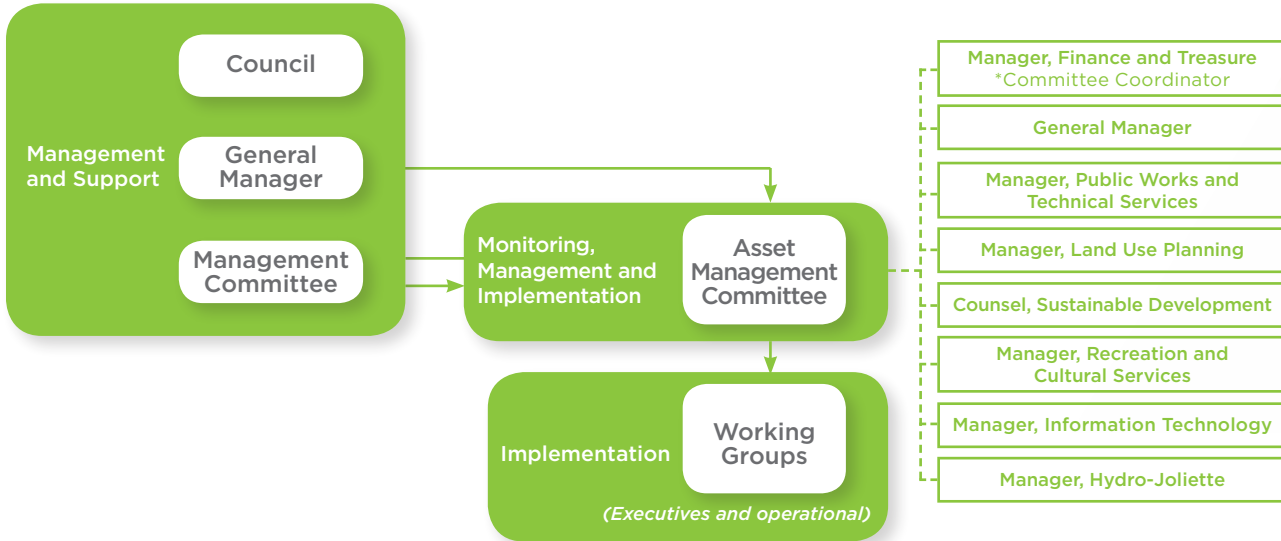 Council
Management
and Support
General
Manager
Management
Committee
Monitoring,
Management and
Implementation
Asset
Management
Committee
Implementation
Working
Groups
(Executives and operational)
Manager, Finance and Treasure
*Committee Coordinator
General Manager
Manager, Public Works and
Technical Services
Manager, Land Use Planning
Counsel, Sustainable Development
Manager, Recreation and
Cultural Services
Manager, Information Technology
Manager, Hydro-Joliette